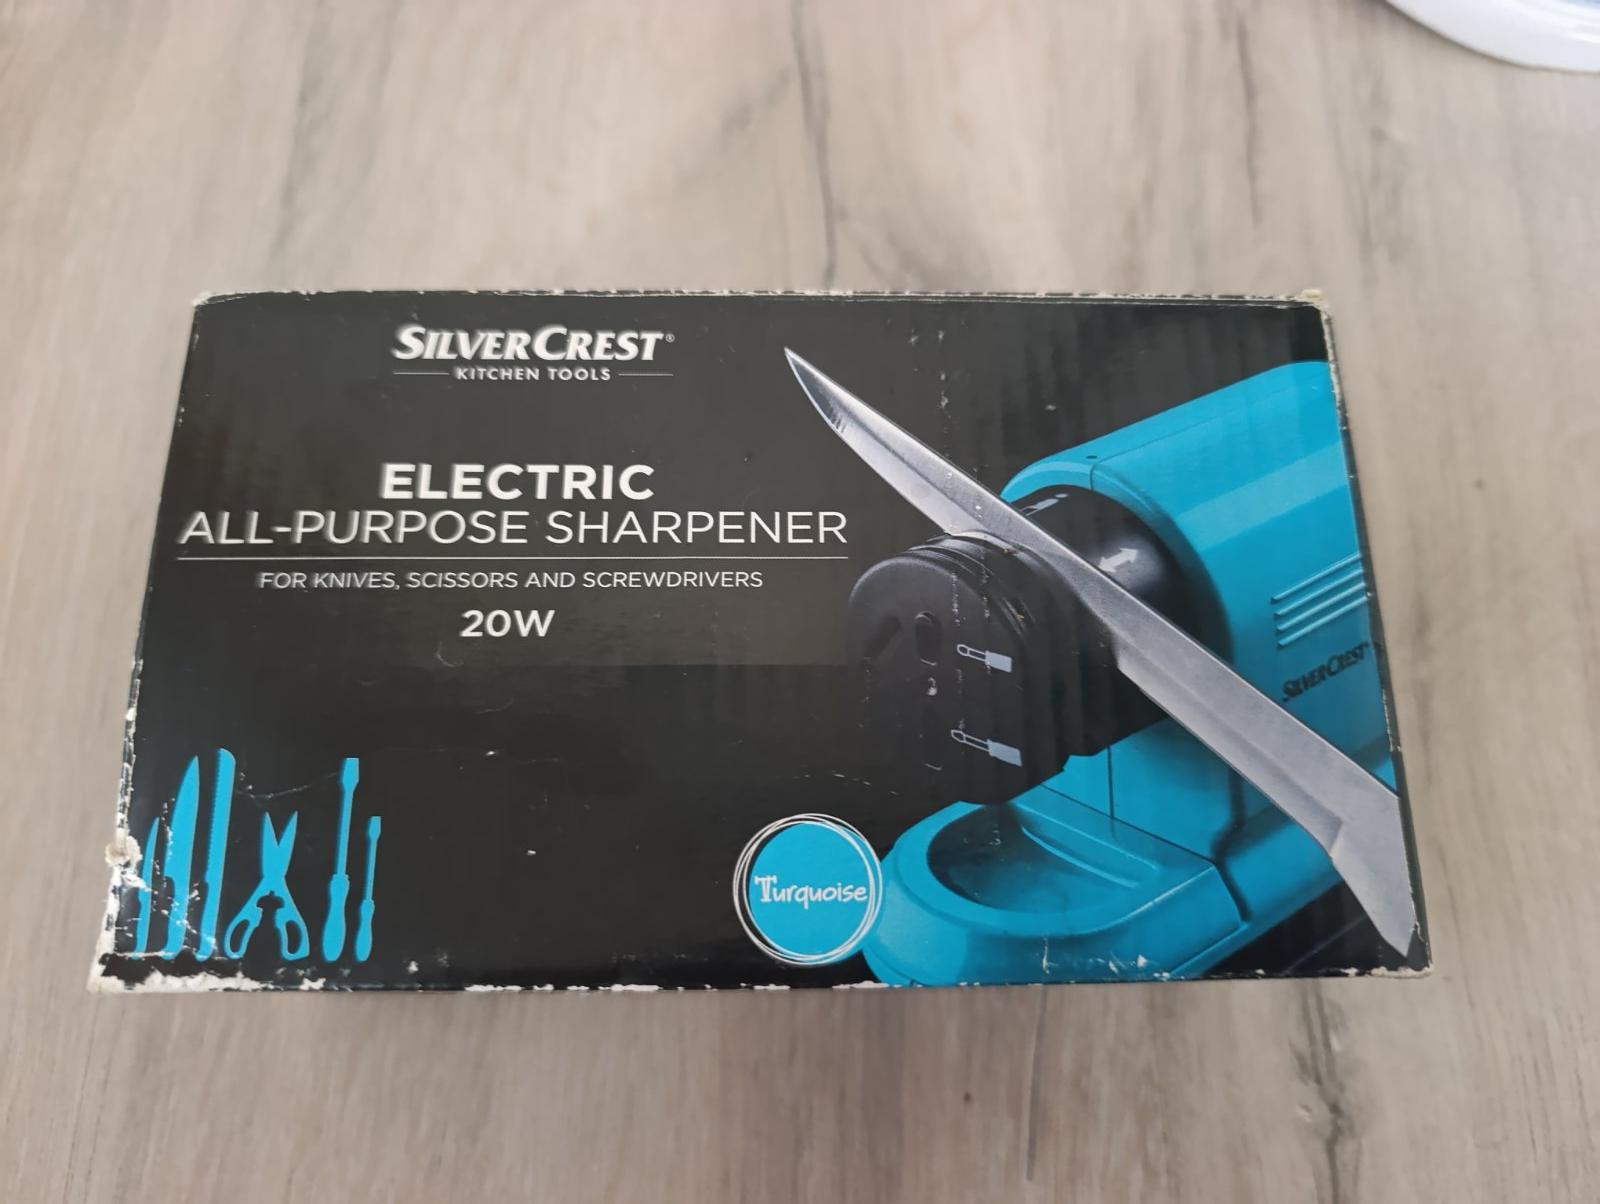 SILVERCREST®
KITCHEN TOOLS
ELECTRIC
ALL-PURPOSE SHARPENER
FOR KNIVES, SCISSORS AND SCREWDRIVERS
20W
SILVERCREST®
Turquoise